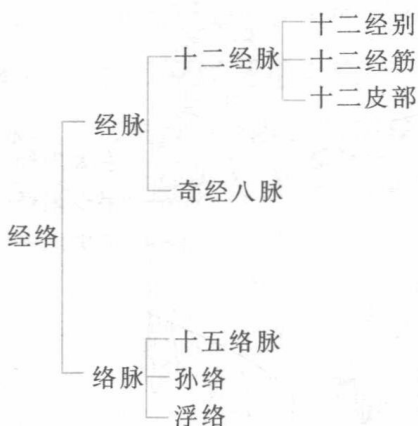 十二经别
十二经脉
十二经筋
十二皮部
经脉
奇经八脉
经络
十五络脉
络脉
孙络
浮络